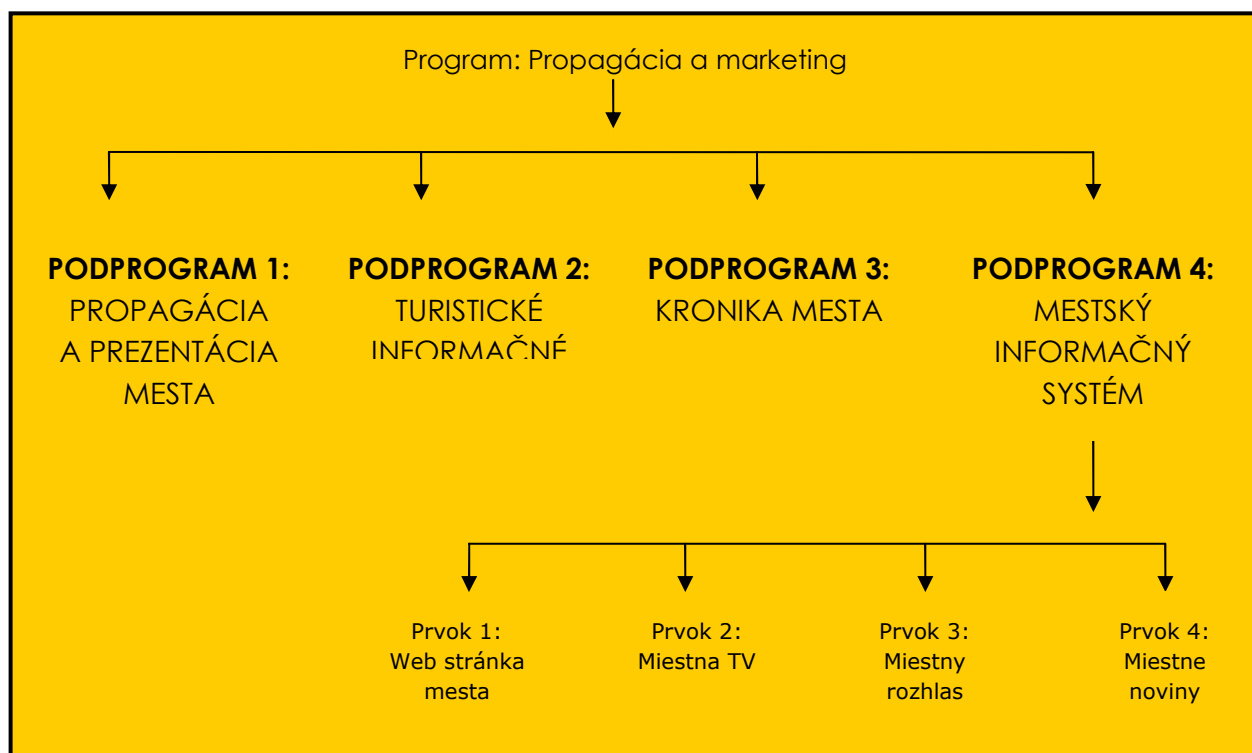 Program: Propagácia a marketing
PODPROGRAM 1:
PROPAGÁCIA
A PREZENTÁCIA
MESTA
PODPROGRAM 2:
TURISTICKÉ
INFORMAČNÉ
PODPROGRAM 3:
KRONIKA MESTA
PODPROGRAM 4:
MESTSKÝ
INFORMAČNÝ
SYSTÉM
Prvok 1:
Web stránka
mesta
Prvok 2:
Miestna TV
Prvok 3:
Miestny
rozhlas
Prvok 4:
Miestne
noviny